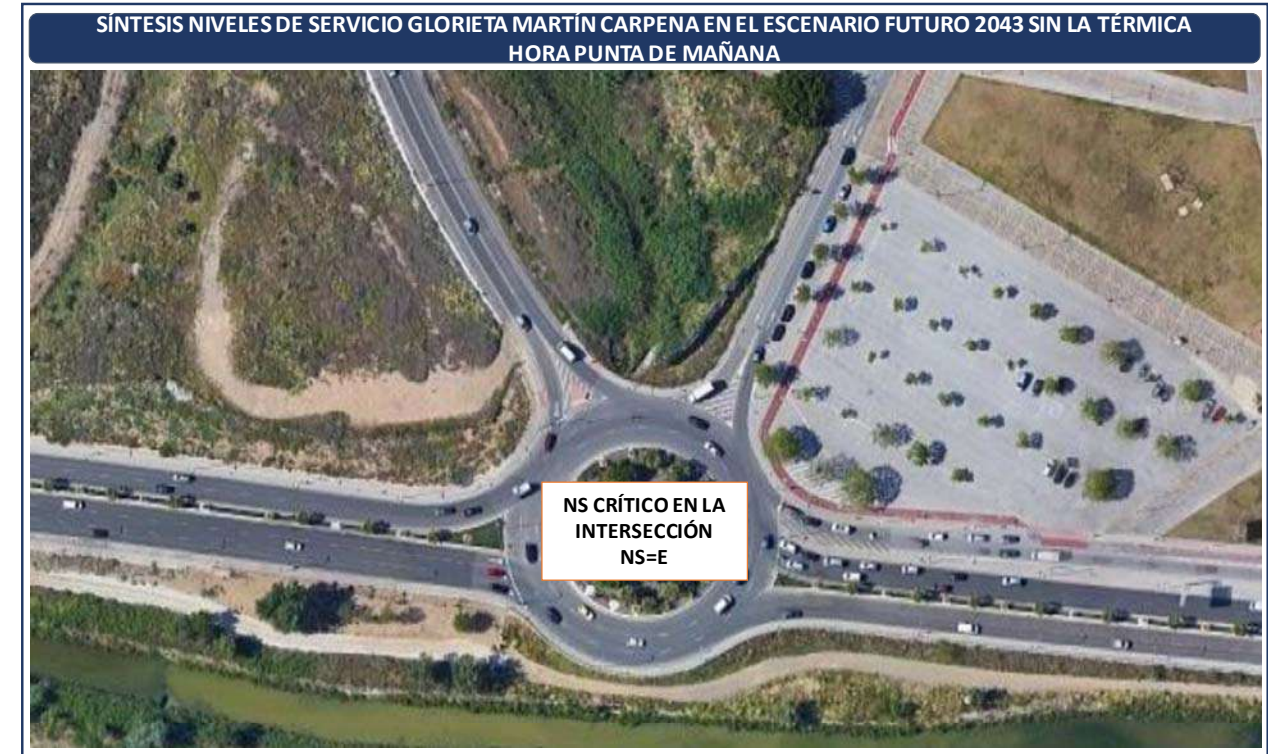 SÍNTESIS NIVELES DE SERVICIO GLORIETA MARTÍN CARPENA EN EL ESCENARIO FUTURO 2043 SIN LA TÉRMICA
HORA PUNTA DE MAÑANA
NS CRÍTICO EN LA
INTERSECCIÓN
NS=E